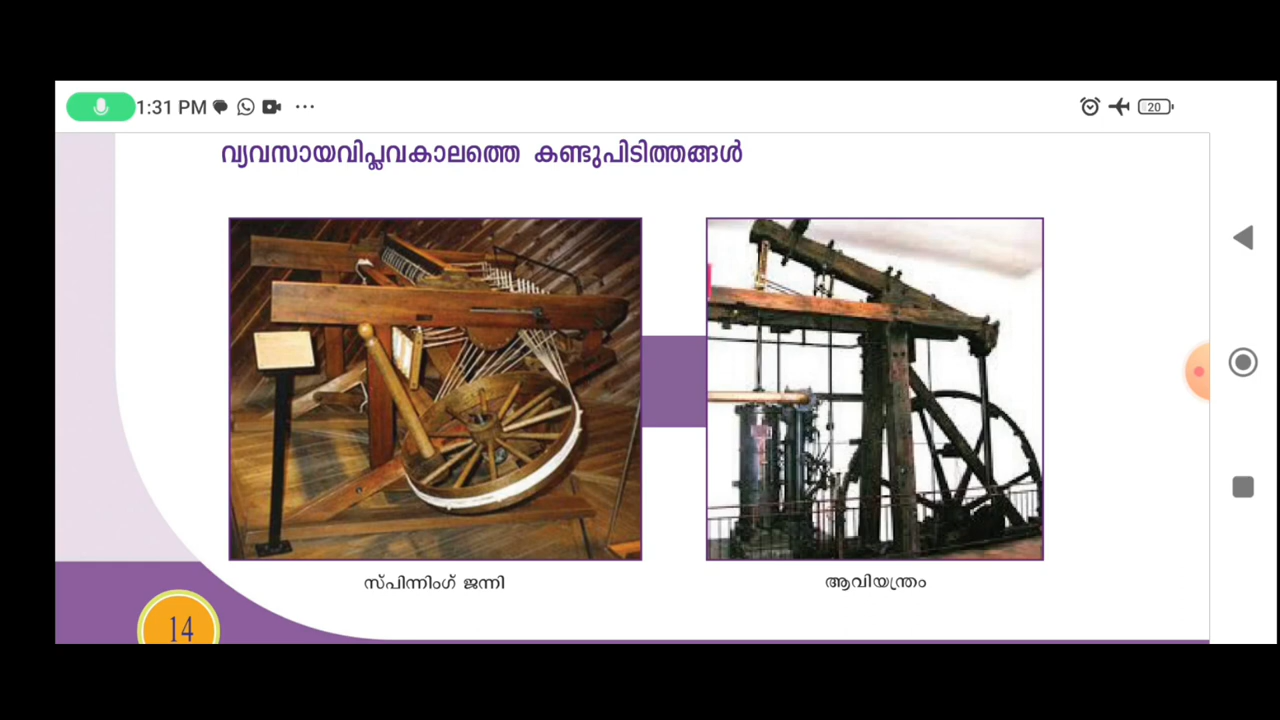 1:31 PM
20
വ്യവസായവിപ്ലവകാലത്തെ കണ്ടുപിടിത്തങ്ങൾ
സ്പിന്നിംഗ് ജന്നി
ആവിയന്ത്രം
14